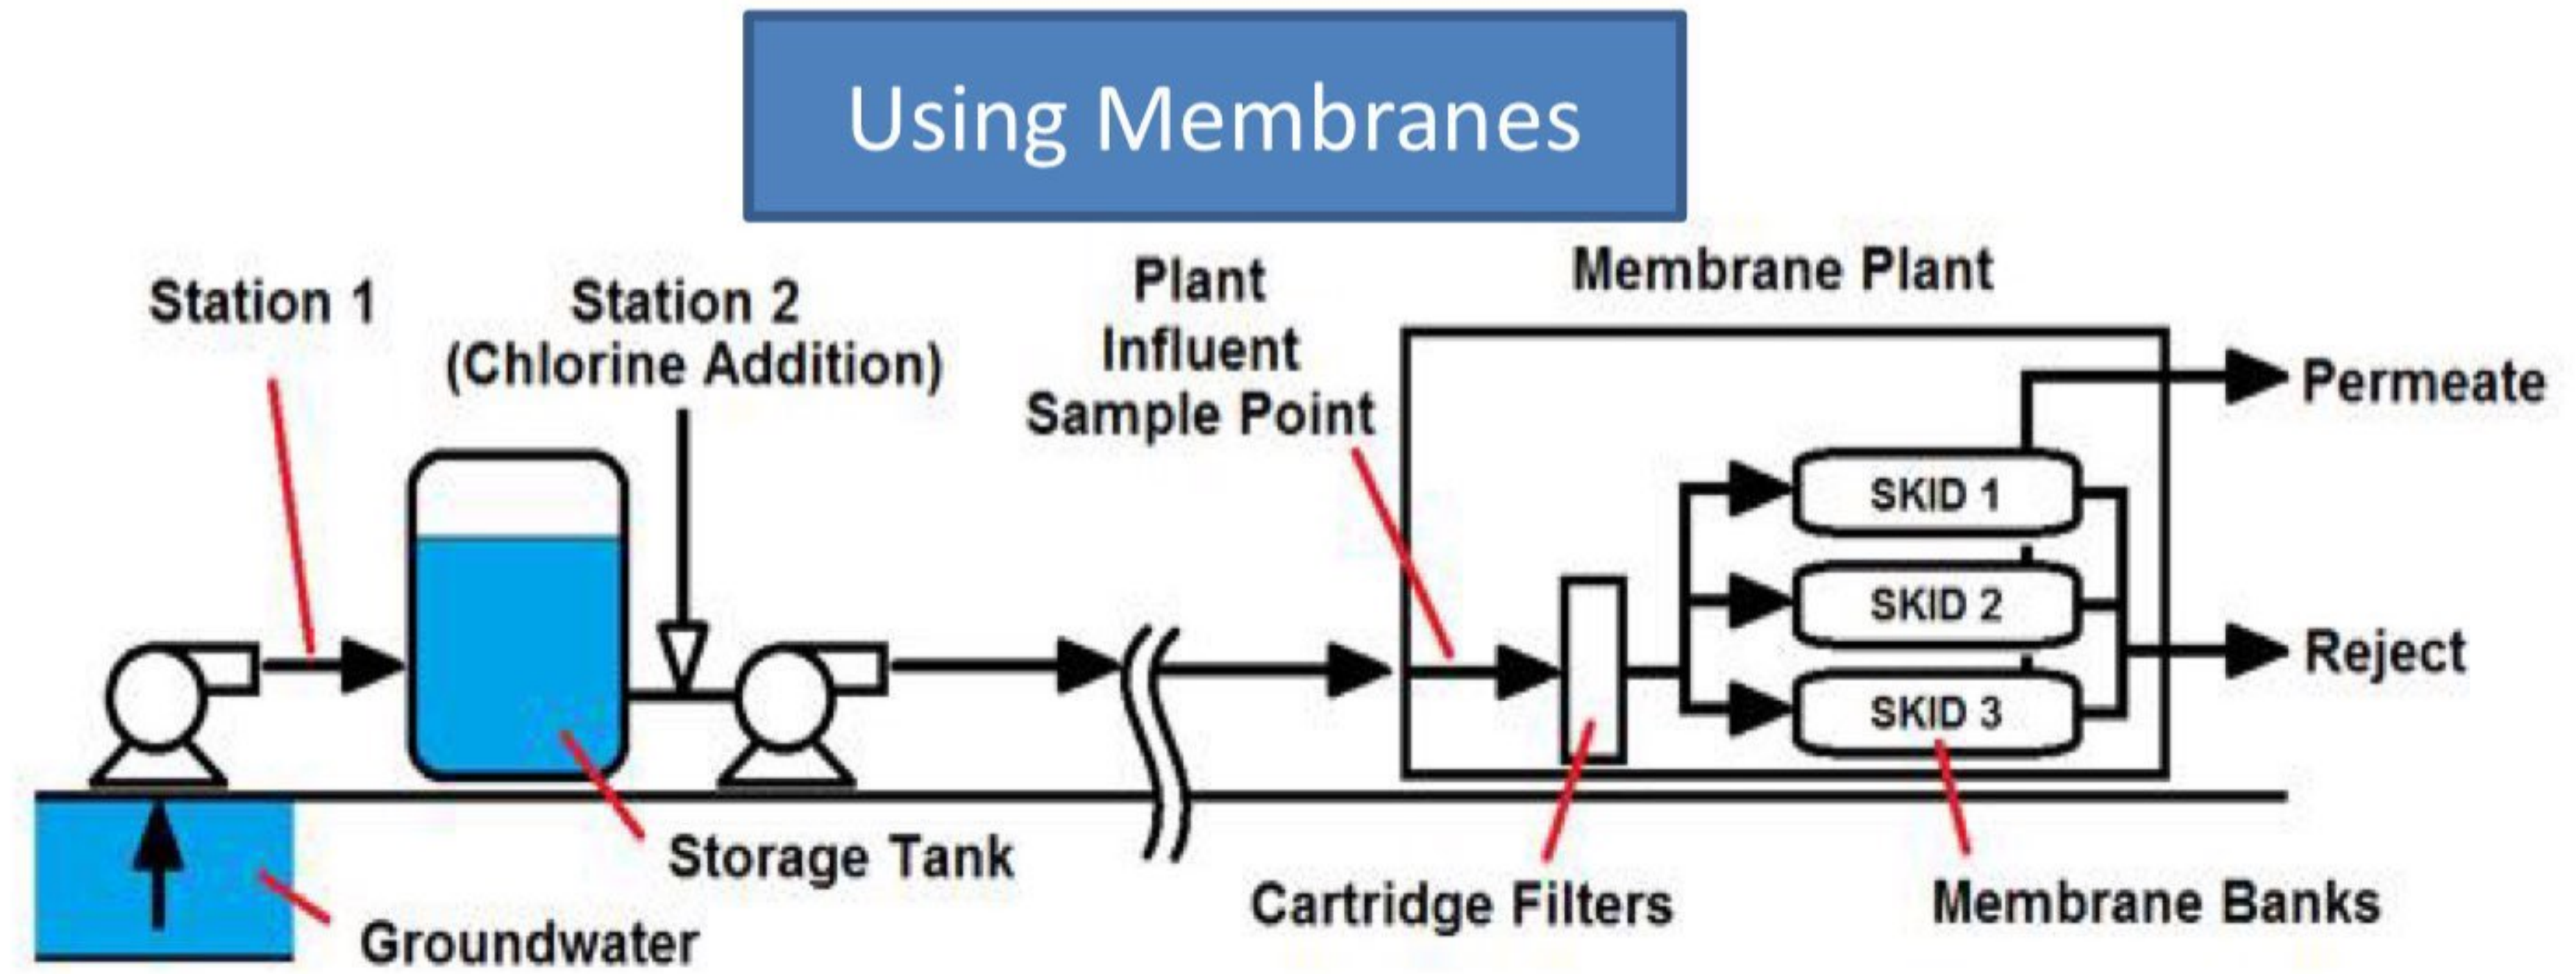 Using Membranes
Station 1
Station 2
(Chlorine Addition)
Plant
Influent
Sample Point
Membrane Plant
Permeate
SKID 1
SKID 2
SKID 3
Reject
Storage Tank
Groundwater
Cartridge Filters
Membrane Banks